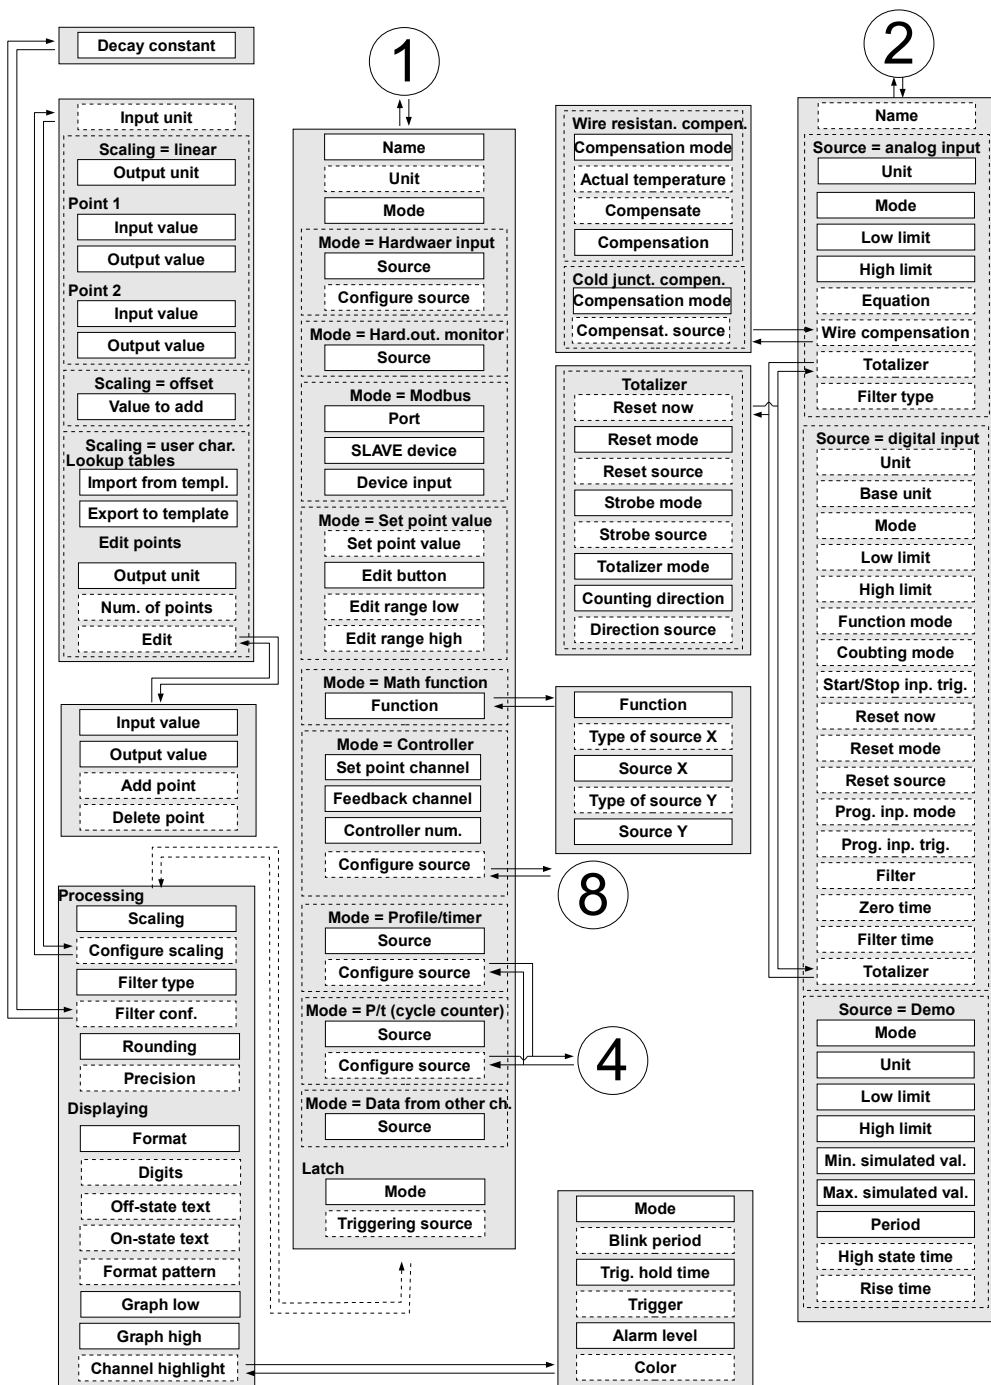 Decay constant
Input unit
Scaling = linear
Output unit
Point 1
Input value
Output value
Point 2
Input value
Output value
Scaling = offset
Value to add
Scaling = user char.
Lookup tables
Import from templ.
Export to template
Edit points
Output unit
Num. of points
Edit
Input value
Output value
Add point
Delete point
Processing
Scaling
Configure scaling
Filter type
Filter conf.
Rounding
Precision
Displaying
Format
Digits
Off-state text
On-state text
Format pattern
Graph low
Graph high
Channel highlight
1
Name
Unit
Mode
Mode = Hardwaer input
Source
Configure source
Mode = Hard.out. monitor
Source
Mode = Modbus
Port
SLAVE device
Device input
Mode = Set point value
Set point value
Edit button
Edit range low
Edit range high
Mode = Math function
Function
Mode = Controller
Set point channel
Feedback channel
Controller num.
Configure source
Mode = Profile/timer
Source
Configure source
Mode = P/t (cycle counter)
Source
Configure source
Mode = Data from other ch.
Source
Latch
Mode
Triggering source
Wire resistan. compen.
Compensation mode
Actual temperature
Compensate
Compensation
Cold junct. compen.
Compensation mode
Compensat. source
Totalizer
Reset now
Reset mode
Reset source
Strobe mode
Strobe source
Totalizer mode
Counting direction
Direction source
Function
Type of source X
Source X
Type of source Y
Source Y
8
4
Mode
Blink period
Trig. hold time
Trigger
Alarm level
Color
2
Name
Source = analog input
Unit
Mode
Low limit
High limit
Equation
Wire compensation
Totalizer
Filter type
Source = digital input
Unit
Base unit
Mode
Low limit
High limit
Function mode
Coubting mode
Start/Stop inp. trig.
Reset now
Reset mode
Reset source
Prog. inp. mode
Prog. inp. trig.
Filter
Zero time
Filter time
Totalizer
Source = Demo
Mode
Unit
Low limit
High limit
Min. simulated val.
Max. simulated val.
Period
High state time
Rise time